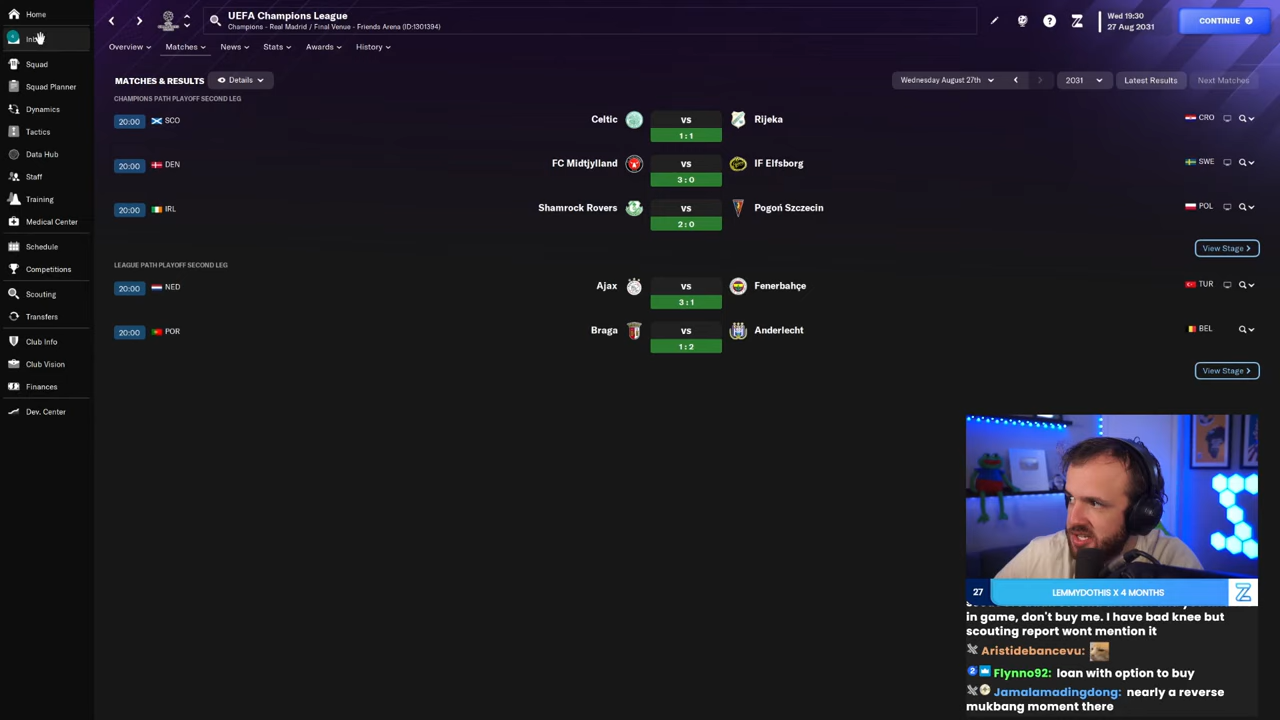 Home
UEFA Champions League
Champions - Real Madrid / Final Venue - Friends Arena (ID:1301394)
Wed 19:30
27 Aug 2031
CONTINUE
Squad
Squad Planner
Dynamics
Tactics
Data Hub
Staff
Training
Medical Center
Schedule
Competitions
Scouting
Transfers
Club Info
Club Vision
Finances
Dev. Center
Overview
Matches
News
Stats
Awards
History
MATCHES & RESULTS
Details
Wednesday August 27th
2031
Latest Results
Next Matches
CHAMPIONS PATH PLAYOFF SECOND LEG
20:00 SCO Celtic vs Rijeka CRO
1 : 1
20:00 DEN FC Midtjylland vs IF Elfsborg SWE
3 : 0
20:00 IRL Shamrock Rovers vs Pogoń Szczecin POL
2 : 0
View Stage
LEAGUE PATH PLAYOFF SECOND LEG
20:00 NED Ajax vs Fenerbahçe TUR
3 : 1
20:00 POR Braga vs Anderlecht BEL
1 : 2
View Stage
27 LEMMYDOTHIS X 4 MONTHS
in game, don't buy me. I have bad knee but
scouting report wont mention it
Aristidebancevu:
2 Flynno92: loan with option to buy
Jamalamadingdong: nearly a reverse
mukbang moment there